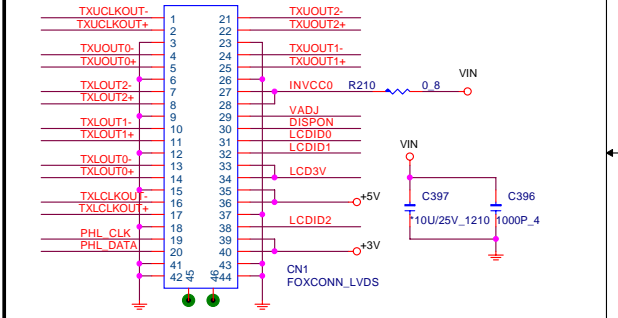 TXUCLKOUT- 1 21 TXUOUT2-
TXUCLKOUT+ 2 22 TXUOUT2+
3 23
TXUOUT0- 4 24 TXUOUT1-
TXUOUT0+ 5 25 TXUOUT1+
6 26
TXLOUT2- 7 27 INVCC0 R210 0_8 VIN
TXLOUT2+ 8 28
9 29 VADJ
TXLOUT1- 10 30 DISPON
TXLOUT1+ 11 31 LCDID0
12 32 LCDID1
VIN
TXLOUT0- 13 33
TXLOUT0+ 14 34 LCD3V
15 35
TXLCLKOUT- 16 36 +5V
TXLCLKOUT+ 17 37
C397 C396
*10U/25V_1210 1000P_4
18 38 LCDID2
PHL_CLK 19 39
PHL_DATA 20 40 +3V
41 43
42 45 46 44
CN1
FOXCONN_LVDS